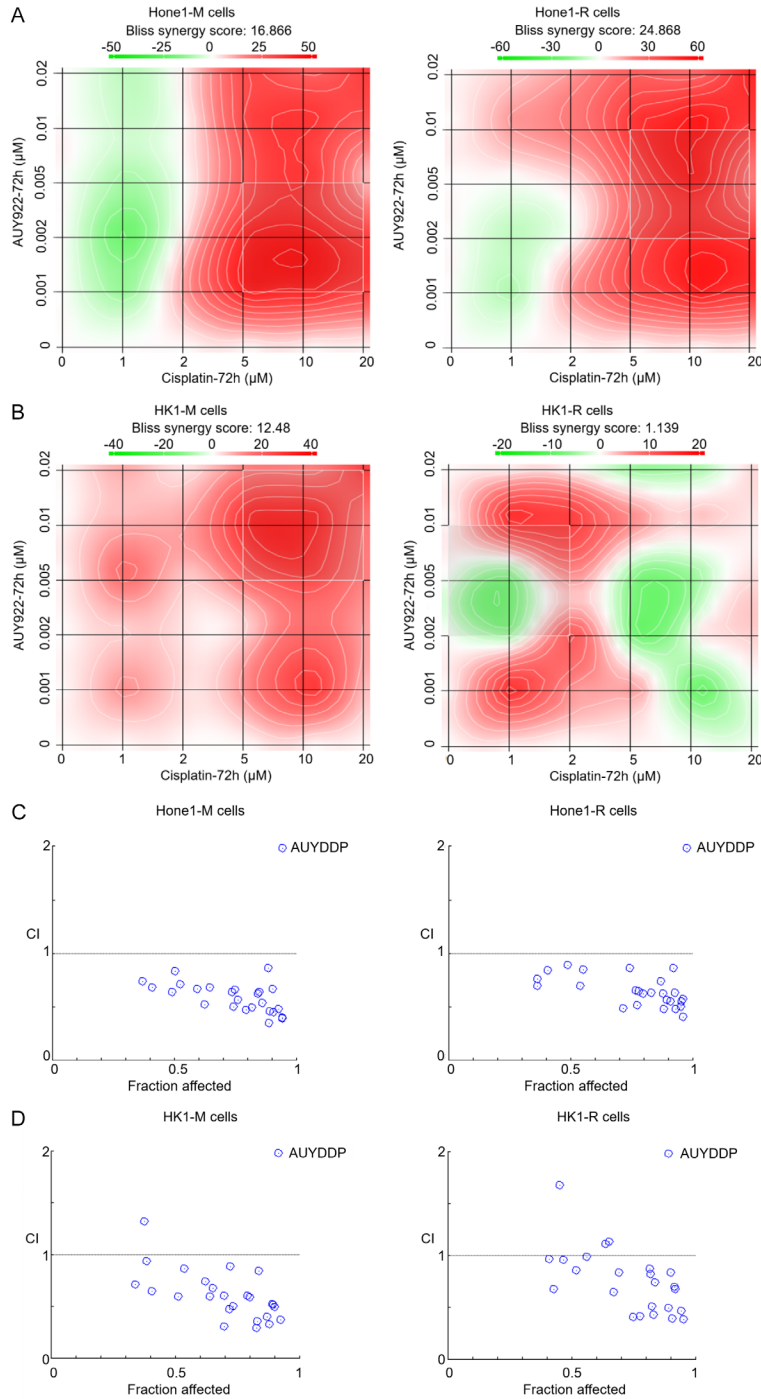 A
Hone1-M cells
Bliss synergy score: 16.866
-50 -25 0 25 50
0.02
0.01
0.005
0.002
0.001
0
AUY922-72h (µM)
0 1 2 5 10 20
Cisplatin-72h (µM)
Hone1-R cells
Bliss synergy score: 24.868
-60 -30 0 30 60
0.02
0.01
0.005
0.002
0.001
0
AUY922-72h (µM)
0 1 2 5 10 20
Cisplatin-72h (µM)
B
HK1-M cells
Bliss synergy score: 12.48
-40 -20 0 20 40
0.02
0.01
0.005
0.002
0.001
0
AUY922-72h (µM)
0 1 2 5 10 20
Cisplatin-72h (µM)
HK1-R cells
Bliss synergy score: 1.139
-20 -10 0 10 20
0.02
0.01
0.005
0.002
0.001
0
AUY922-72h (µM)
0 1 2 5 10 20
Cisplatin-72h (µM)
C
Hone1-M cells
2
AUYDDP
CI
1
0
0 0.5 1
Fraction affected
Hone1-R cells
2
AUYDDP
CI
1
0
0 0.5 1
Fraction affected
D
HK1-M cells
2
AUYDDP
CI
1
0
0 0.5 1
Fraction affected
HK1-R cells
2
AUYDDP
CI
1
0
0 0.5 1
Fraction affected